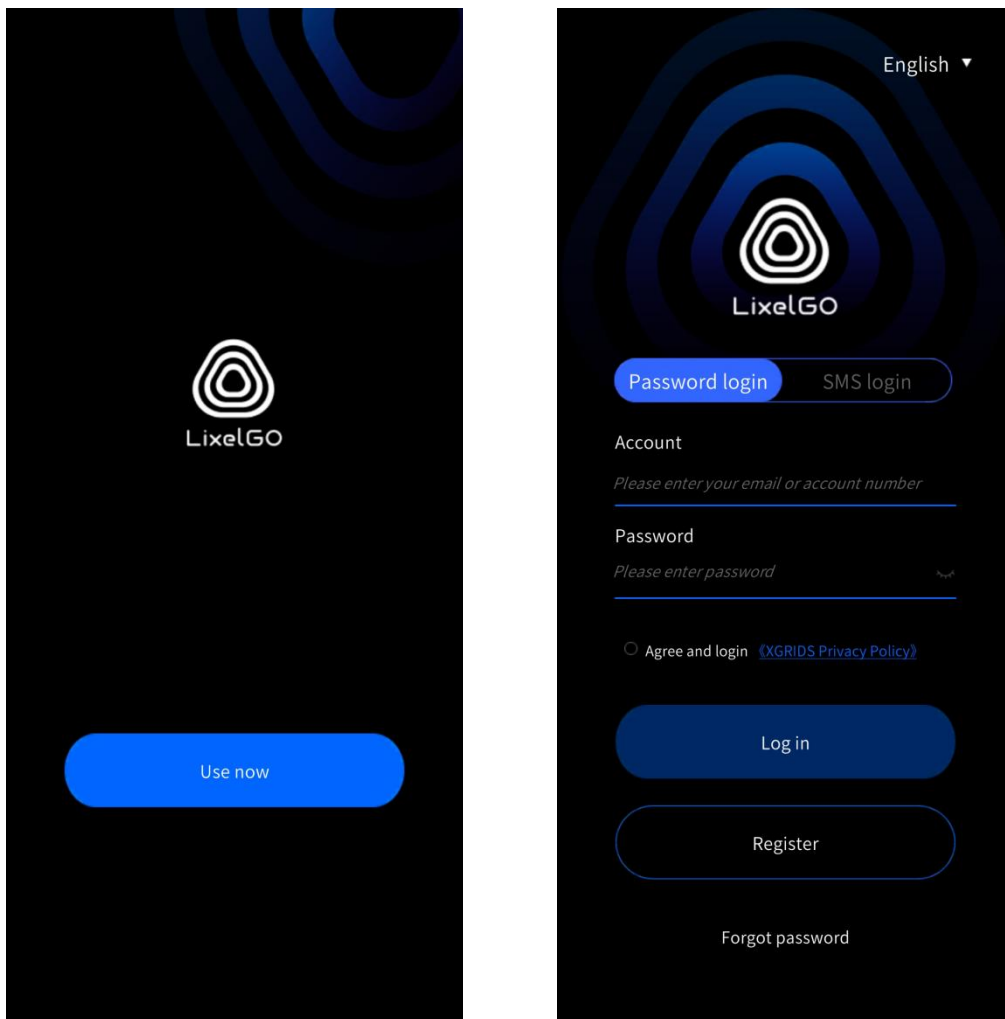 LixelGO
Use now
English
LixelGO
Password login
SMS login
Account
Please enter your email or account number
Password
Please enter password
Agree and login 《XGRIDS Privacy Policy》
Log in
Register
Forgot password